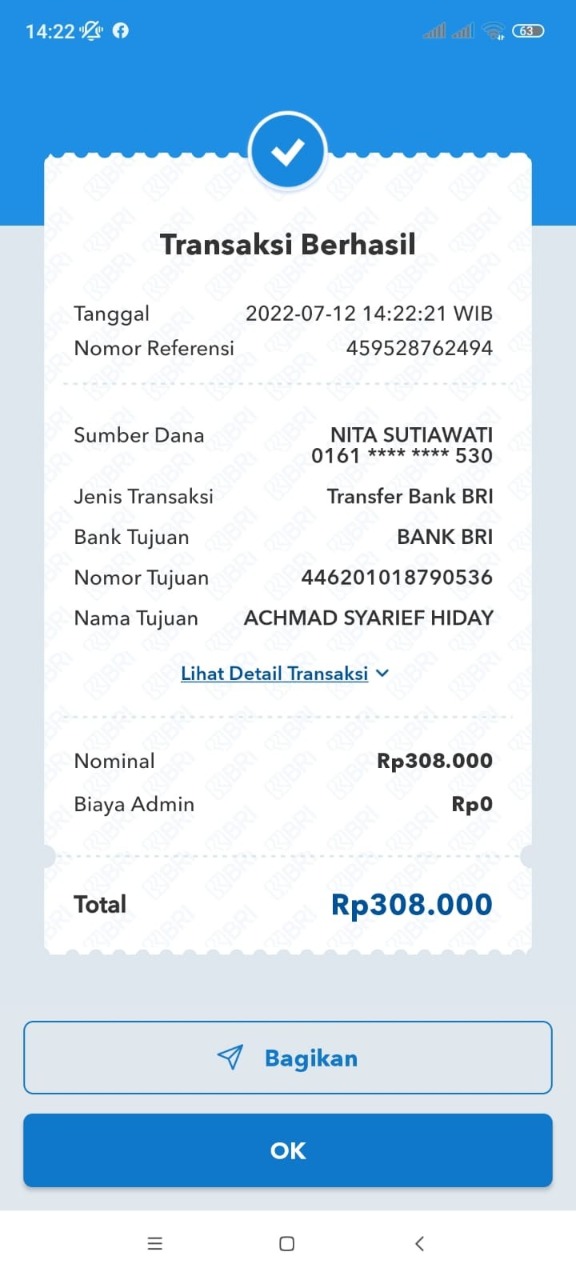 14:22
63
Transaksi Berhasil
Tanggal 2022-07-12 14:22:21 WIB
Nomor Referensi 459528762494
Sumber Dana NITA SUTIAWATI
0161 **** **** 530
Jenis Transaksi Transfer Bank BRI
Bank Tujuan BANK BRI
Nomor Tujuan 446201018790536
Nama Tujuan ACHMAD SYARIEF HIDAY
Lihat Detail Transaksi
Nominal Rp308.000
Biaya Admin Rp0
Total Rp308.000
Bagikan
OK